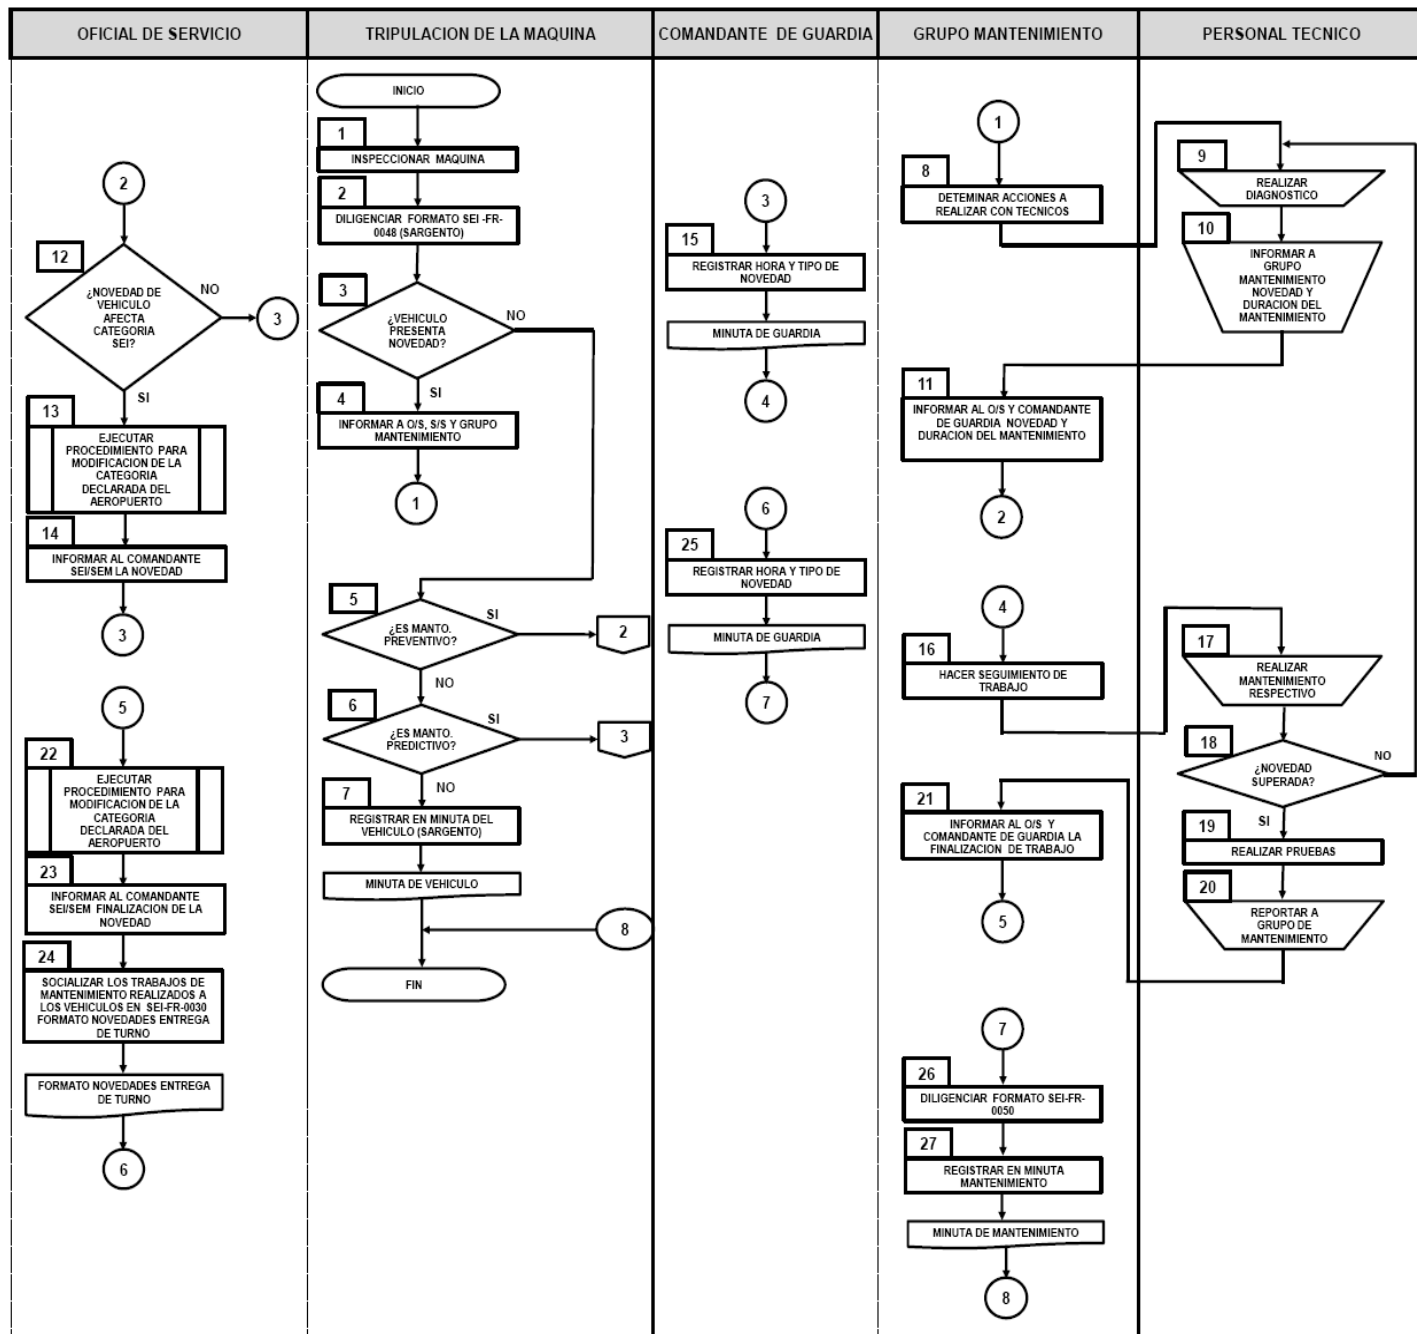 OFICIAL DE SERVICIO
TRIPULACION DE LA MAQUINA
COMANDANTE DE GUARDIA
GRUPO MANTENIMIENTO
PERSONAL TECNICO
2
12
¿NOVEDAD DE
VEHICULO
AFECTA
CATEGORIA
SEI?
NO
3
SI
13
EJECUTAR
PROCEDIMIENTO PARA
MODIFICACION DE LA
CATEGORIA
DECLARADA DEL
AEROPUERTO
14
INFORMAR AL COMANDANTE
SEI/SEM LA NOVEDAD
3
5
22
EJECUTAR
PROCEDIMIENTO PARA
MODIFICACION DE LA
CATEGORIA
DECLARADA DEL
AEROPUERTO
23
INFORMAR AL COMANDANTE
SEI/SEM FINALIZACION DE LA
NOVEDAD
24
SOCIALIZAR LOS TRABAJOS DE
MANTENIMIENTO REALIZADOS A
LOS VEHICULOS EN SEI-FR-0030
FORMATO NOVEDADES ENTREGA
DE TURNO
FORMATO NOVEDADES ENTREGA
DE TURNO
6
INICIO
1
INSPECCIONAR MAQUINA
2
DILIGENCIAR FORMATO SEI -FR-
0048 (SARGENTO)
3
¿VEHICULO
PRESENTA
NOVEDAD?
NO
SI
4
INFORMAR A O/S, S/S Y GRUPO
MANTENIMIENTO
1
5
¿ES MANTO.
PREVENTIVO?
SI
2
NO
6
¿ES MANTO.
PREDICTIVO?
SI
3
NO
7
REGISTRAR EN MINUTA DEL
VEHICULO (SARGENTO)
MINUTA DE VEHICULO
8
FIN
3
15
REGISTRAR HORA Y TIPO DE
NOVEDAD
MINUTA DE GUARDIA
4
6
25
REGISTRAR HORA Y TIPO DE
NOVEDAD
MINUTA DE GUARDIA
7
1
8
DETEMINAR ACCIONES A
REALIZAR CON TECNICOS
11
INFORMAR AL O/S Y COMANDANTE
DE GUARDIA NOVEDAD Y
DURACION DEL MANTENIMIENTO
2
4
16
HACER SEGUIMIENTO DE
TRABAJO
21
INFORMAR AL O/S Y
COMANDANTE DE GUARDIA LA
FINALIZACION DE TRABAJO
5
7
26
DILIGENCIAR FORMATO SEI-FR-
0050
27
REGISTRAR EN MINUTA
MANTENIMIENTO
MINUTA DE MANTENIMIENTO
8
9
REALIZAR
DIAGNOSTICO
10
INFORMAR A
GRUPO
MANTENIMIENTO
NOVEDAD Y
DURACION DEL
MANTENIMIENTO
17
REALIZAR
MANTENIMIENTO
RESPECTIVO
18
¿NOVEDAD
SUPERADA?
NO
SI
19
REALIZAR PRUEBAS
20
REPORTAR A
GRUPO DE
MANTENIMIENTO